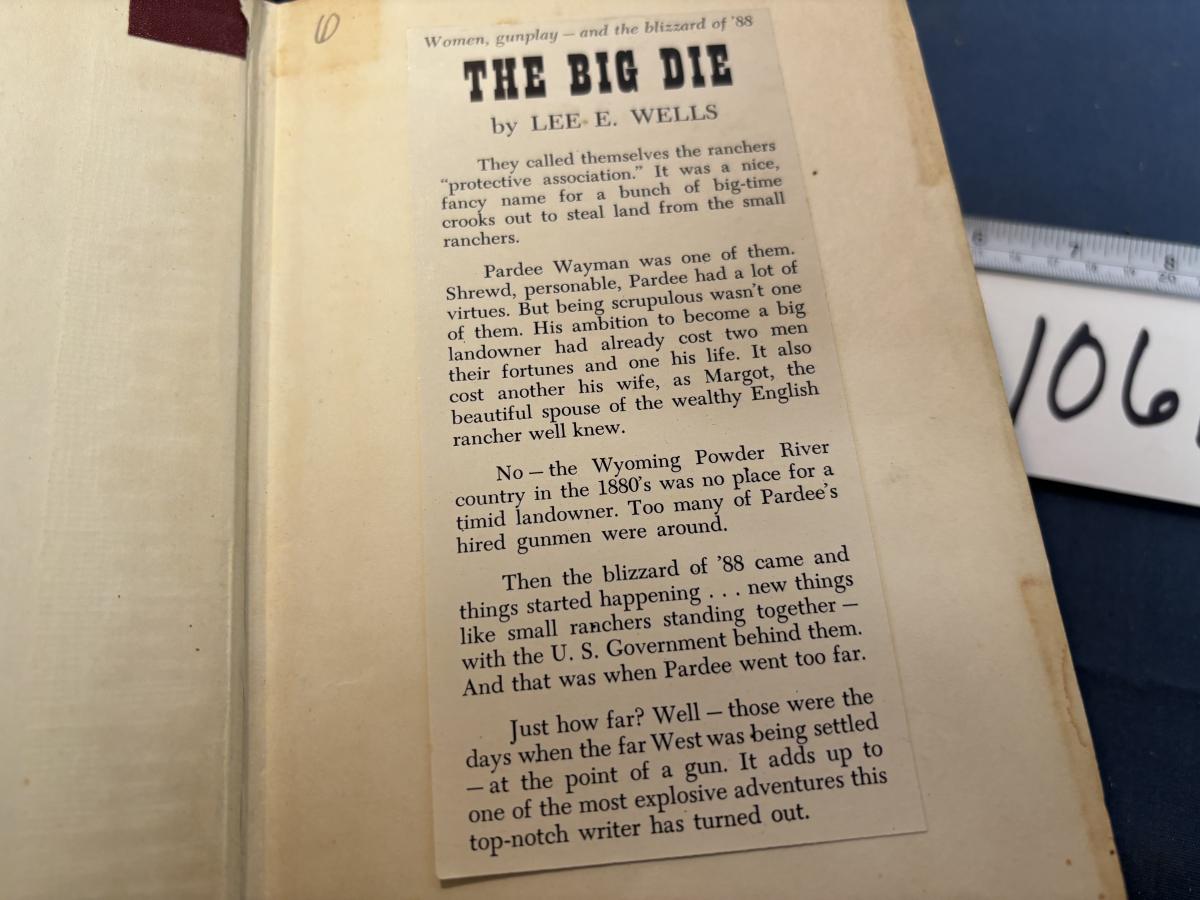 6
Women, gunplay — and the blizzard of '88
THE BIG DIE
by LEE E. WELLS
They called themselves the ranchers
"protective association." It was a nice,
fancy name for a bunch of big-time
crooks out to steal land from the small
ranchers.
Pardee Wayman was one of them.
Shrewd, personable, Pardee had a lot of
virtues. But being scrupulous wasn't one
of them. His ambition to become a big
landowner had already cost two men
their fortunes and one his life. It also
cost another his wife, as Margot, the
beautiful spouse of the wealthy English
rancher well knew.
No — the Wyoming Powder River
country in the 1880's was no place for a
timid landowner. Too many of Pardee's
hired gunmen were around.
Then the blizzard of '88 came and
things started happening . . . new things
like small ranchers standing together —
with the U. S. Government behind them.
And that was when Pardee went too far.
Just how far? Well — those were the
days when the far West was being settled
— at the point of a gun. It adds up to
one of the most explosive adventures this
top-notch writer has turned out.
6 7 8
106